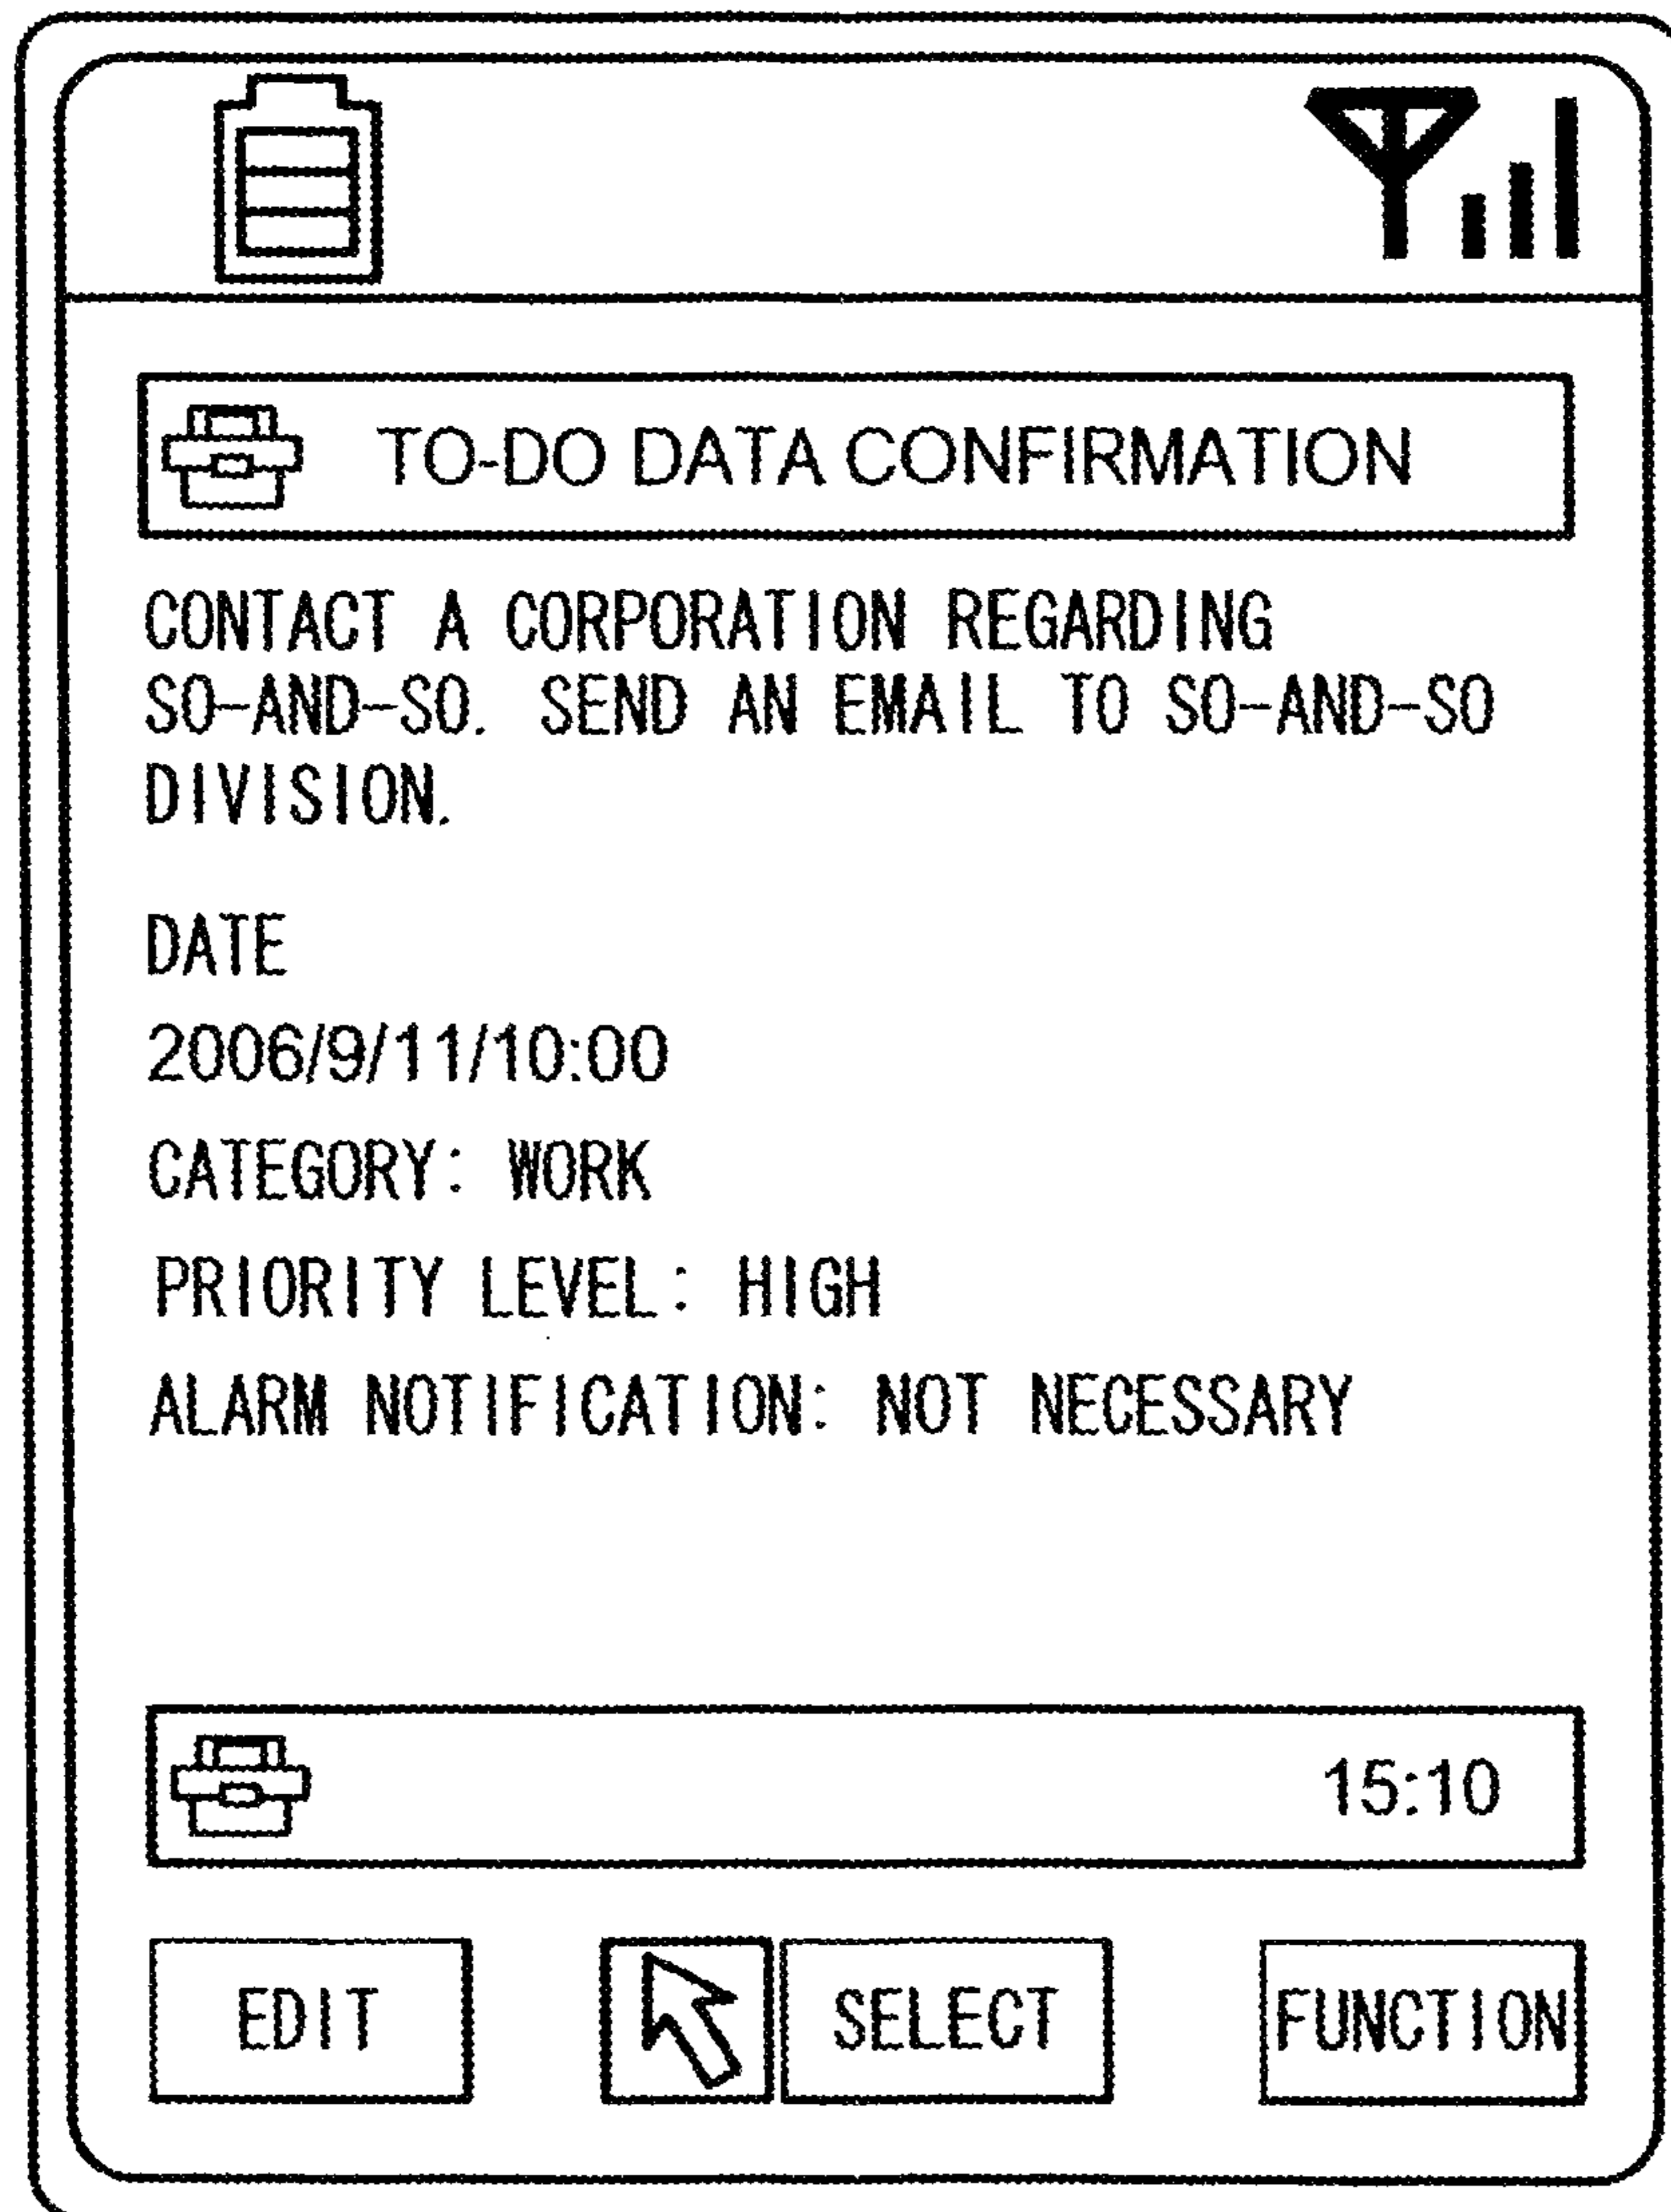 TO-DO DATA CONFIRMATION
CONTACT A CORPORATION REGARDING
SO-AND-SO. SEND AN EMAIL TO SO-AND-SO
DIVISION.
DATE
2006/9/11/10:00
CATEGORY: WORK
PRIORITY LEVEL: HIGH
ALARM NOTIFICATION: NOT NECESSARY
15:10
EDIT SELECT FUNCTION